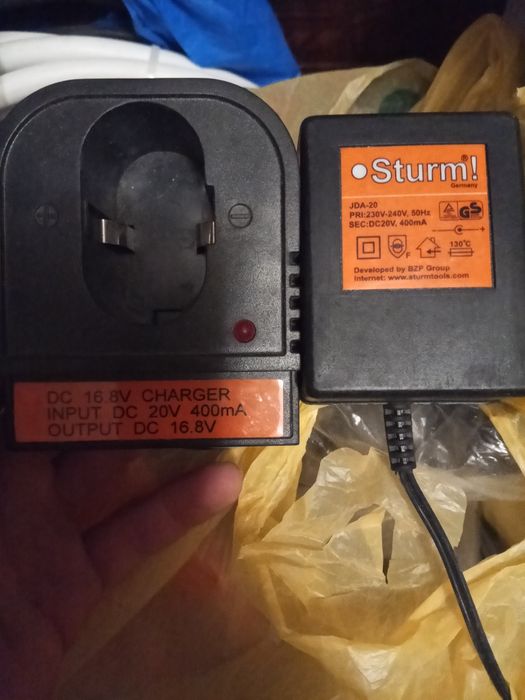 DC 16.8V CHARGER
INPUT DC 20V 400mA
OUTPUT DC 16.8V
Sturm!®
Germany
JDA-20
PRI:230V-240V, 50Hz
SEC:DC20V, 400mA
GS
F
130°C
Developed by BZP Group
Internet: www.sturmtools.com